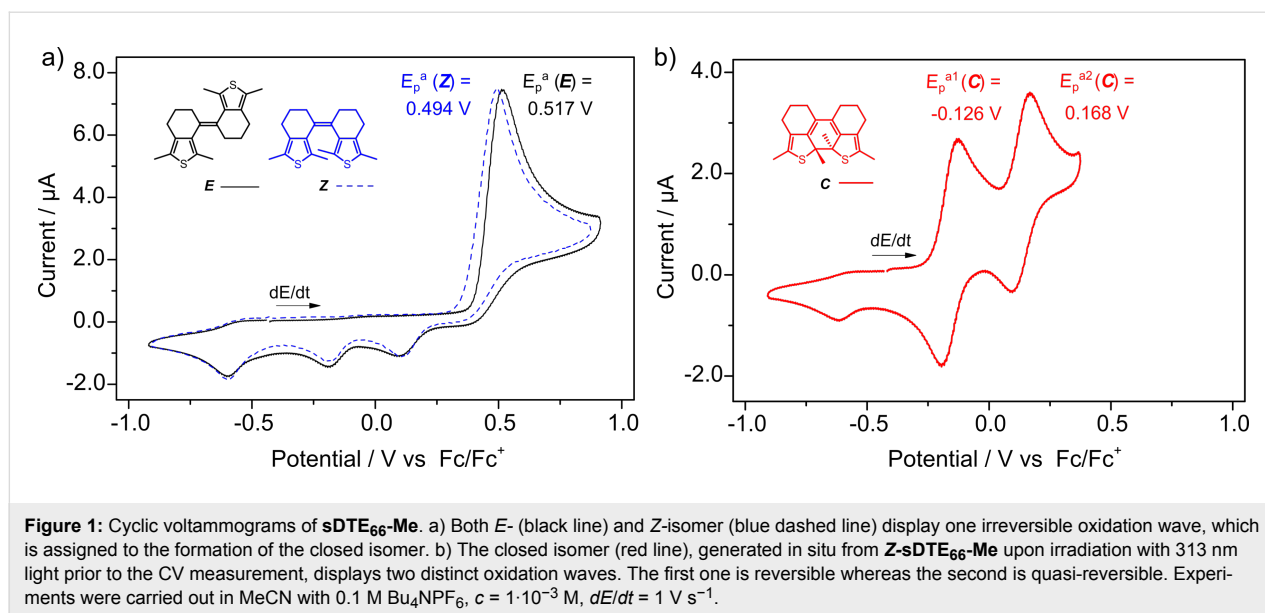 a)
8.0
6.0
4.0
2.0
0.0
-2.0
Current / µA
S
S
E
S
S
Z
Epa (Z) =
0.494 V
Epa (E) =
0.517 V
dE/dt
-1.0 -0.5 0.0 0.5 1.0
Potential / V vs Fc/Fc+
b)
4.0
2.0
0.0
-2.0
Current / µA
S
S
C
Epa1(C) =
-0.126 V
Epa2(C) =
0.168 V
dE/dt
-1.0 -0.5 0.0 0.5 1.0
Potential / V vs Fc/Fc+
Figure 1: Cyclic voltammograms of sDTE66-Me. a) Both E- (black line) and Z-isomer (blue dashed line) display one irreversible oxidation wave, which
is assigned to the formation of the closed isomer. b) The closed isomer (red line), generated in situ from Z-sDTE66-Me upon irradiation with 313 nm
light prior to the CV measurement, displays two distinct oxidation waves. The first one is reversible whereas the second is quasi-reversible. Experi-
ments were carried out in MeCN with 0.1 M Bu4NPF6, c = 1·10−3 M, dE/dt = 1 V s−1.